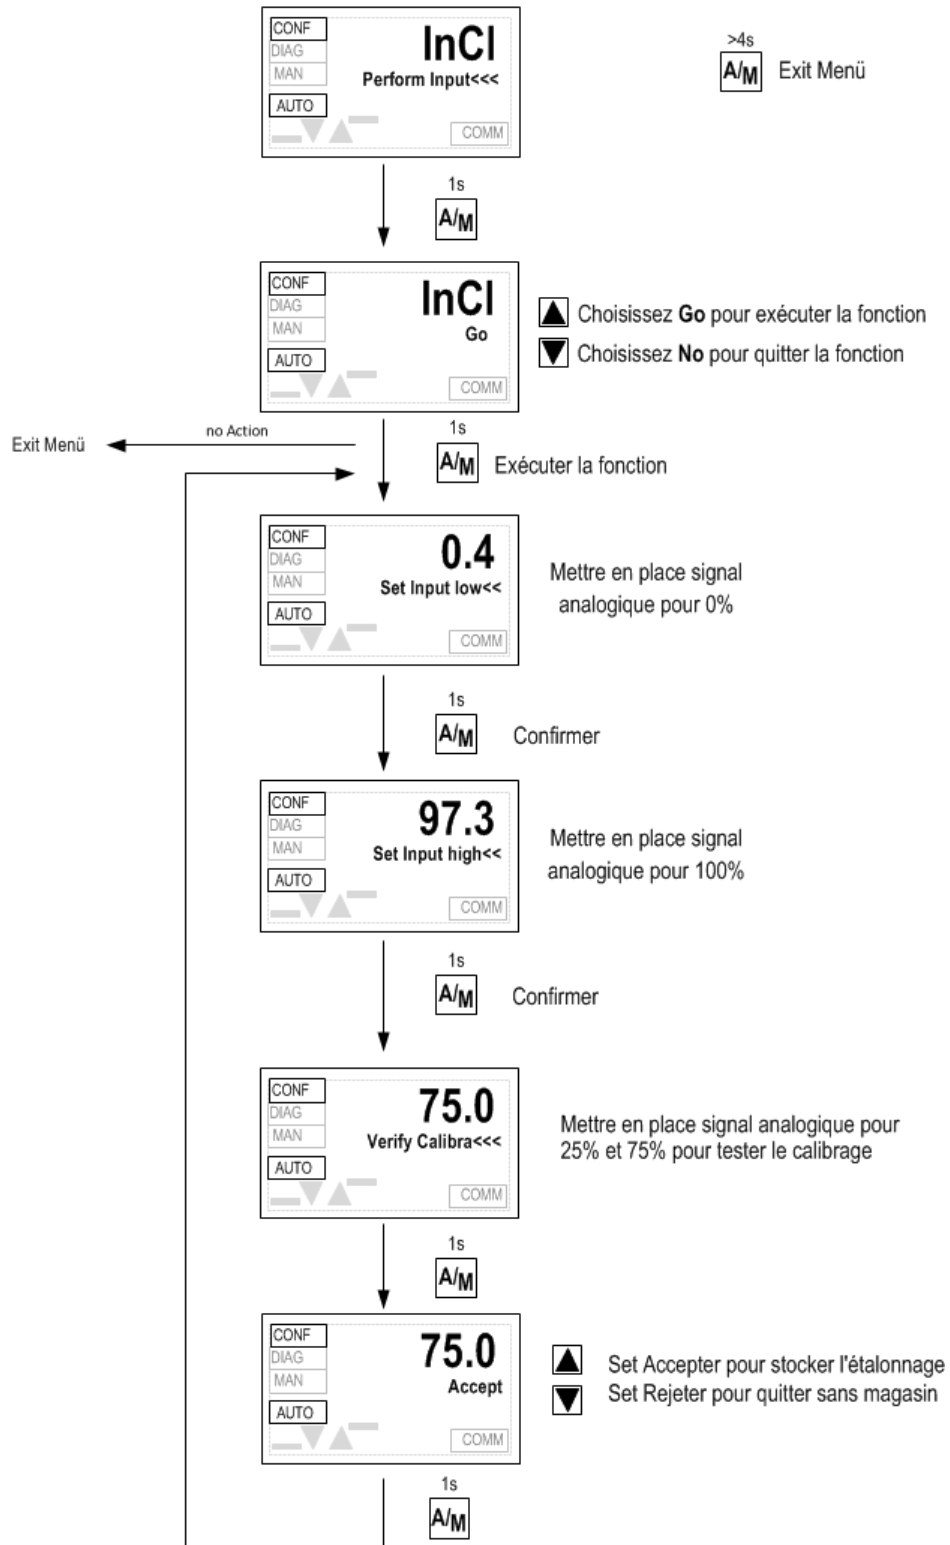 CONF
DIAG
MAN
AUTO
InCl
Perform Input<<<
COMM
>4s
A/M Exit Menü
1s
A/M
CONF
DIAG
MAN
AUTO
InCl
Go
COMM
Choisissez Go pour exécuter la fonction
Choisissez No pour quitter la fonction
Exit Menü
no Action
1s
A/M Exécuter la fonction
CONF
DIAG
MAN
AUTO
0.4
Set Input low<<
COMM
Mettre en place signal
analogique pour 0%
1s
A/M Confirmer
CONF
DIAG
MAN
AUTO
97.3
Set Input high<<
COMM
Mettre en place signal
analogique pour 100%
1s
A/M Confirmer
CONF
DIAG
MAN
AUTO
75.0
Verify Calibra<<<
COMM
Mettre en place signal analogique pour
25% et 75% pour tester le calibrage
1s
A/M
CONF
DIAG
MAN
AUTO
75.0
Accept
COMM
Set Accepter pour stocker l'étalonnage
Set Rejeter pour quitter sans magasin
1s
A/M